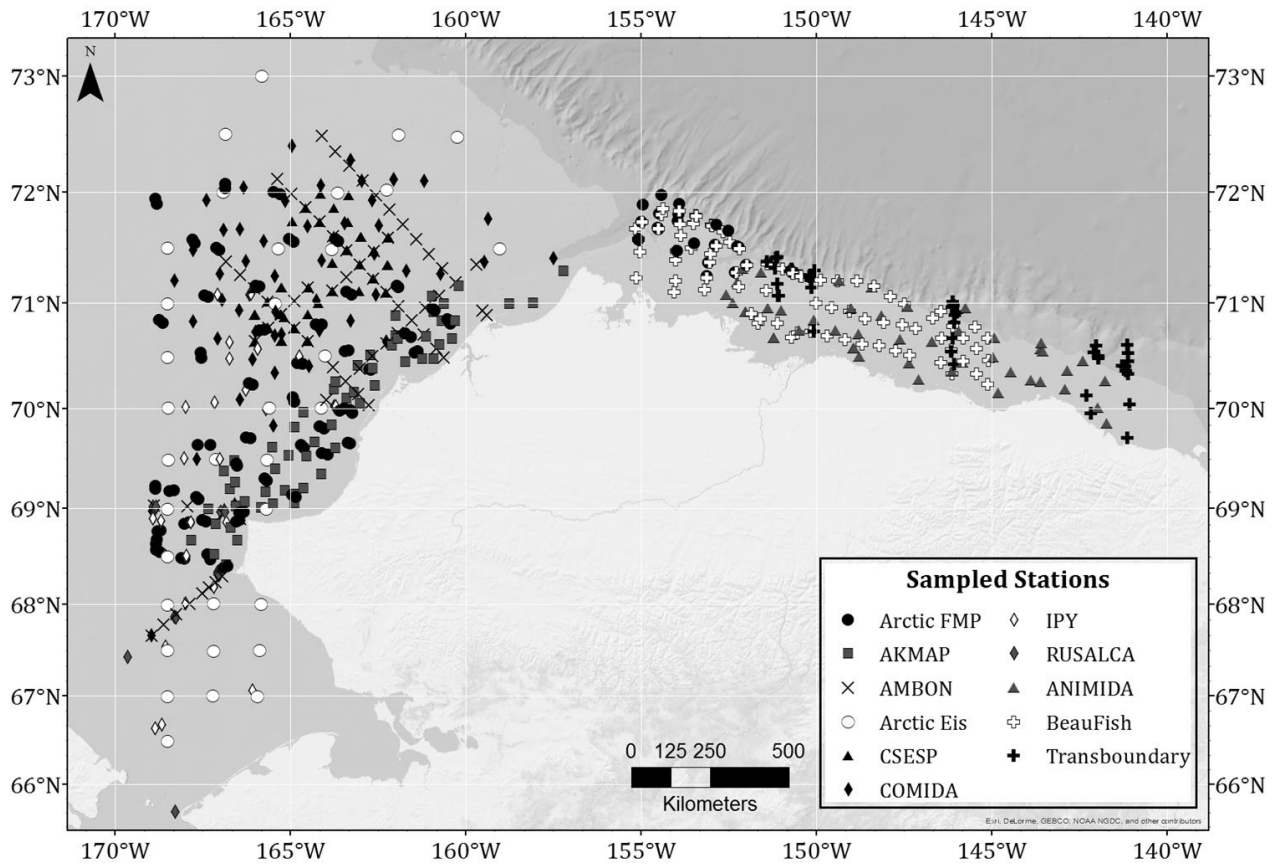 170°W 165°W 160°W 155°W 150°W 145°W 140°W
N
73°N 73°N
72°N 72°N
71°N 71°N
70°N 70°N
69°N 69°N
68°N 68°N
67°N 67°N
66°N 66°N
Sampled Stations
Arctic FMP IPY
AKMAP RUSALCA
AMBON ANIMIDA
Arctic Eis BeauFish
CSESP Transboundary
COMIDA
0 125 250 500
Kilometers
Esri, DeLorme, GEBCO, NOAA NGDC, and other contributors
170°W 165°W 160°W 155°W 150°W 145°W 140°W